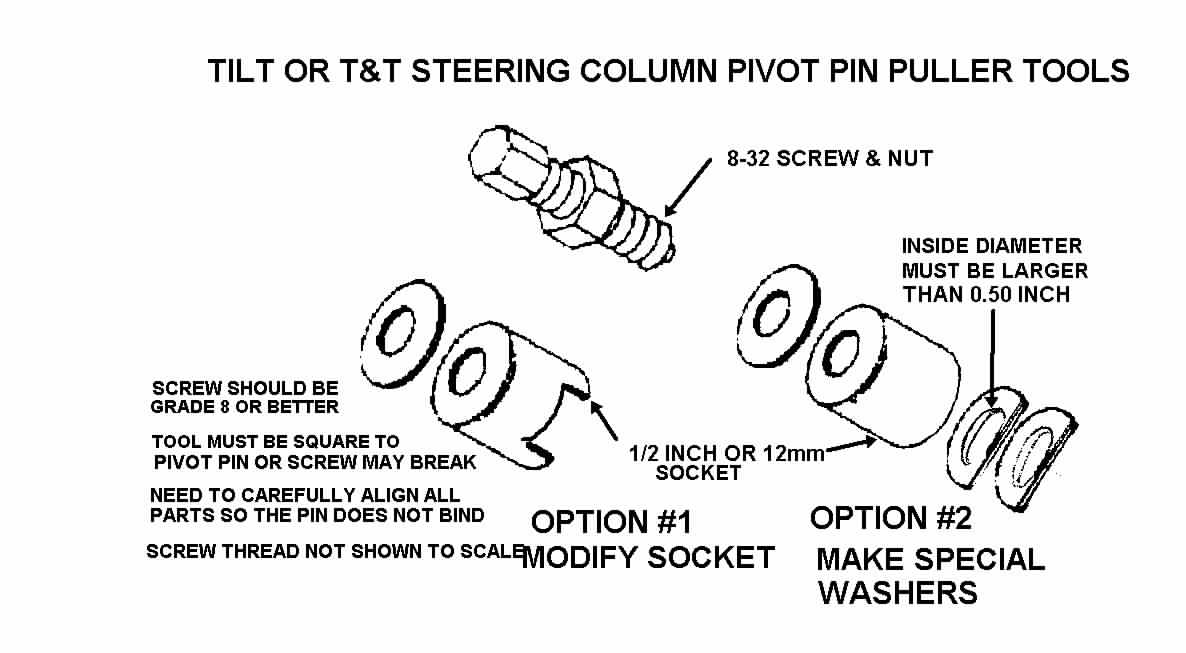 TILT OR T&T STEERING COLUMN PIVOT PIN PULLER TOOLS
8-32 SCREW & NUT
INSIDE DIAMETER
MUST BE LARGER
THAN 0.50 INCH
SCREW SHOULD BE
GRADE 8 OR BETTER
TOOL MUST BE SQUARE TO
PIVOT PIN OR SCREW MAY BREAK
NEED TO CAREFULLY ALIGN ALL
PARTS SO THE PIN DOES NOT BIND
SCREW THREAD NOT SHOWN TO SCALE
1/2 INCH OR 12mm
SOCKET
OPTION #1
MODIFY SOCKET
OPTION #2
MAKE SPECIAL
WASHERS